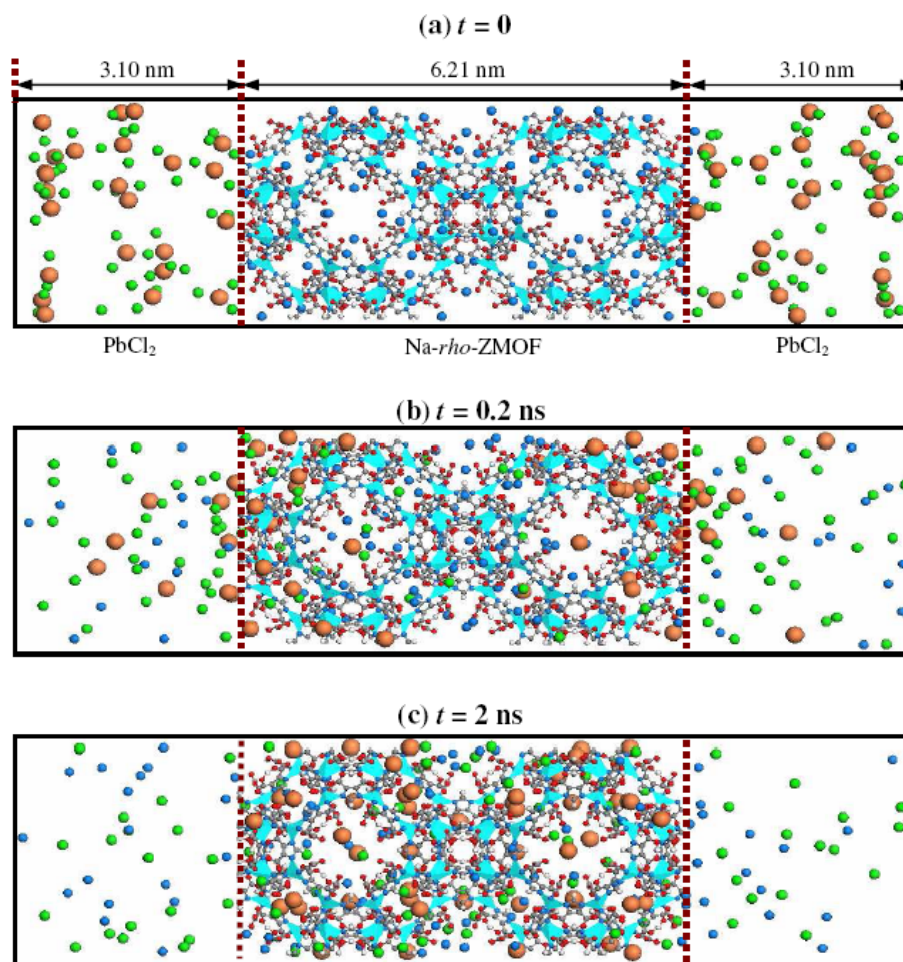 (a) t = 0
3.10 nm 6.21 nm 3.10 nm
PbCl₂ Na-rho-ZMOF PbCl₂
(b) t = 0.2 ns
(c) t = 2 ns